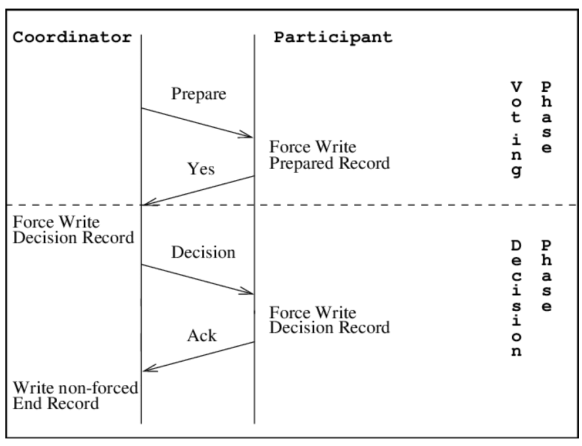 Coordinator
Participant
Prepare
Force Write
Prepared Record
Yes
Voting
Phase
Force Write
Decision Record
Decision
Force Write
Decision Record
Ack
Write non-forced
End Record
Decision
Phase